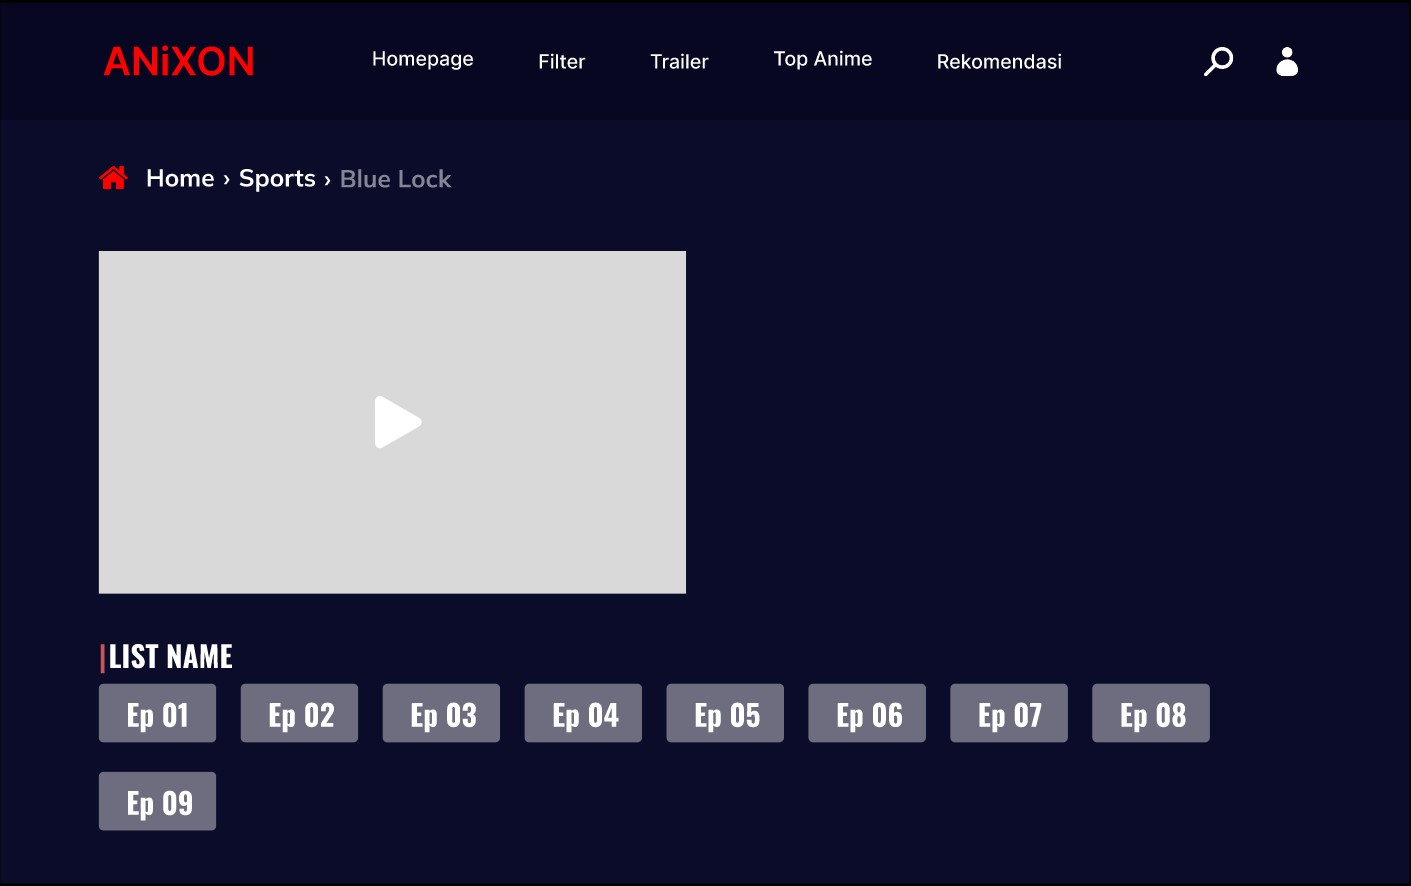 ANiXON
Homepage
Filter
Trailer
Top Anime
Rekomendasi
Home › Sports › Blue Lock
LIST NAME
Ep 01
Ep 02
Ep 03
Ep 04
Ep 05
Ep 06
Ep 07
Ep 08
Ep 09